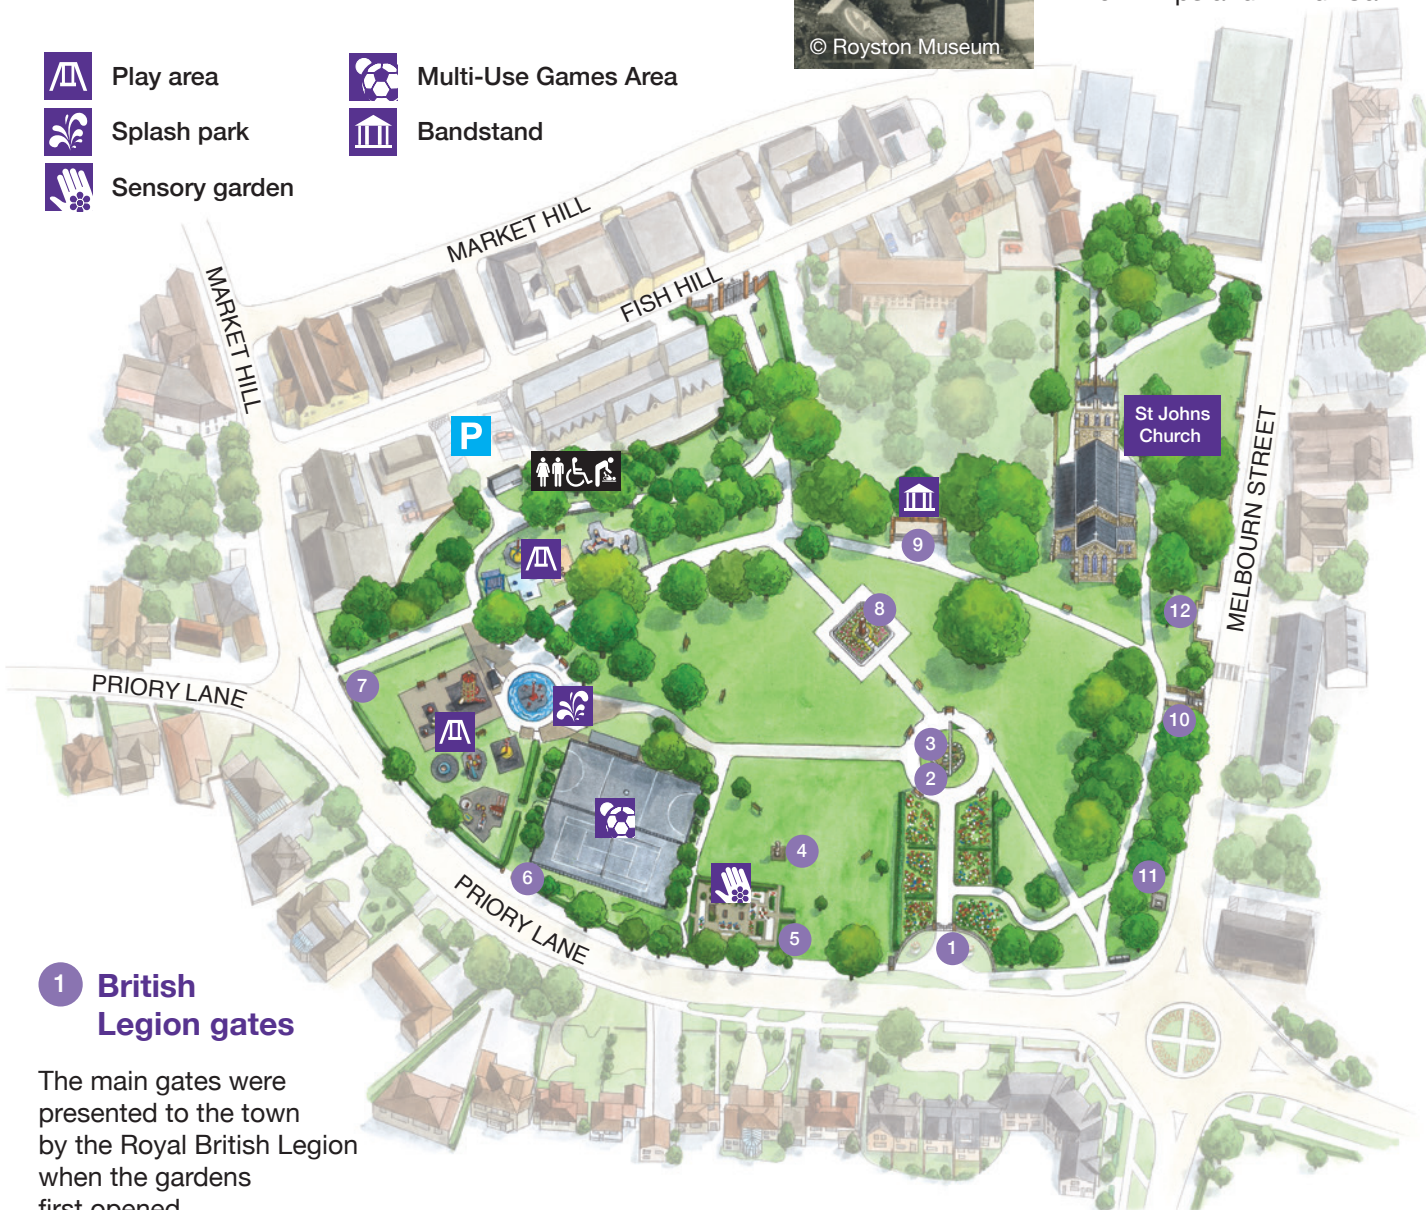 © Royston Museum
Play area
Multi-Use Games Area
Splash park
Bandstand
Sensory garden
MARKET HILL
MARKET HILL
FISH HILL
P
St Johns
Church
MELBOURN STREET
9
8
12
7
PRIORY LANE
10
3
2
4
11
6
PRIORY LANE
5
1
1 British
Legion gates
The main gates were
presented to the town
by the Royal British Legion
when the gardens
first opened